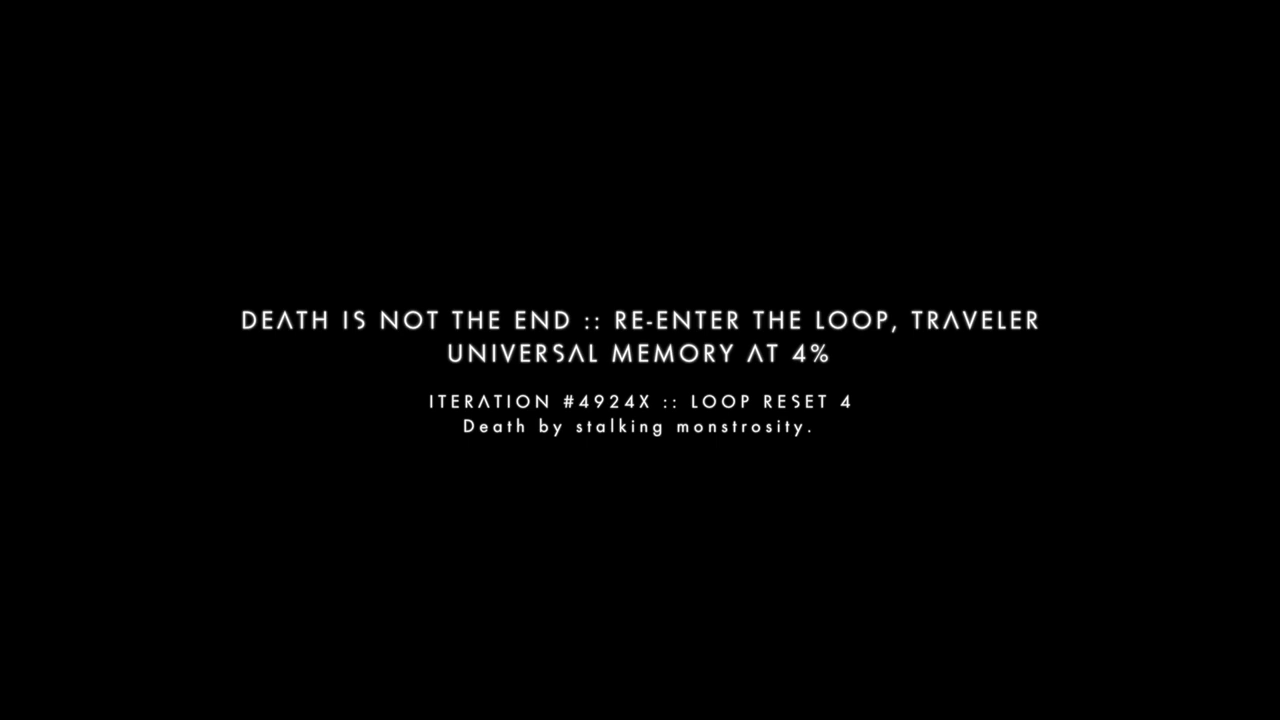 DEATH IS NOT THE END :: RE-ENTER THE LOOP, TRAVELER
UNIVERSAL MEMORY AT 4%
ITERATION #4924X :: LOOP RESET 4
Death by stalking monstrosity.